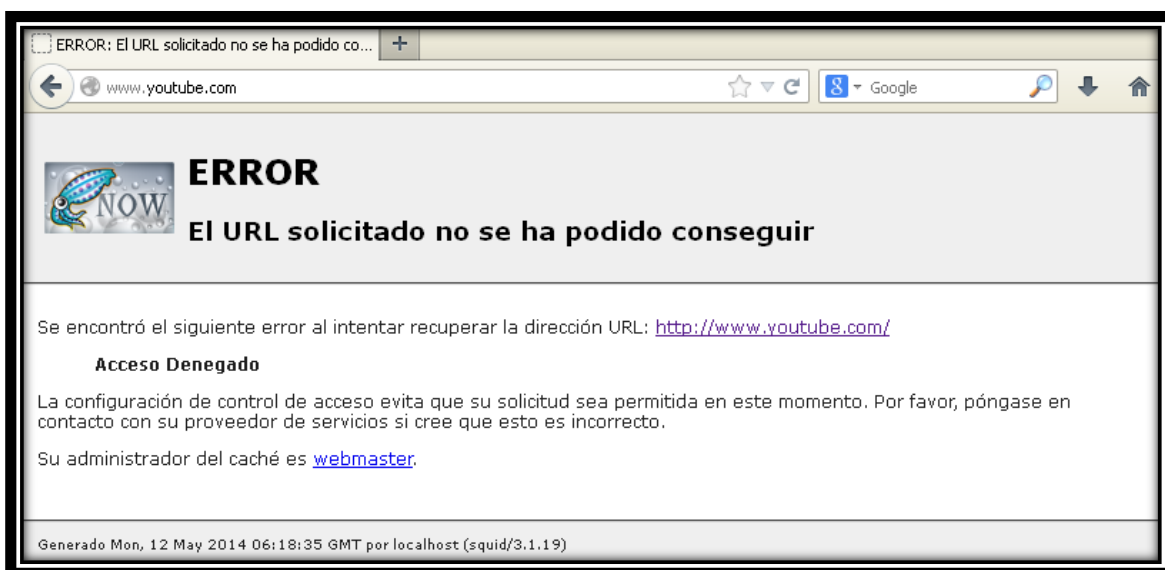 ERROR: El URL solicitado no se ha podido co...
www.youtube.com
Google
NOW
ERROR
El URL solicitado no se ha podido conseguir
Se encontró el siguiente error al intentar recuperar la dirección URL: http://www.youtube.com/
Acceso Denegado
La configuración de control de acceso evita que su solicitud sea permitida en este momento. Por favor, póngase en
contacto con su proveedor de servicios si cree que esto es incorrecto.
Su administrador del caché es webmaster.
Generado Mon, 12 May 2014 06:18:35 GMT por localhost (squid/3.1.19)